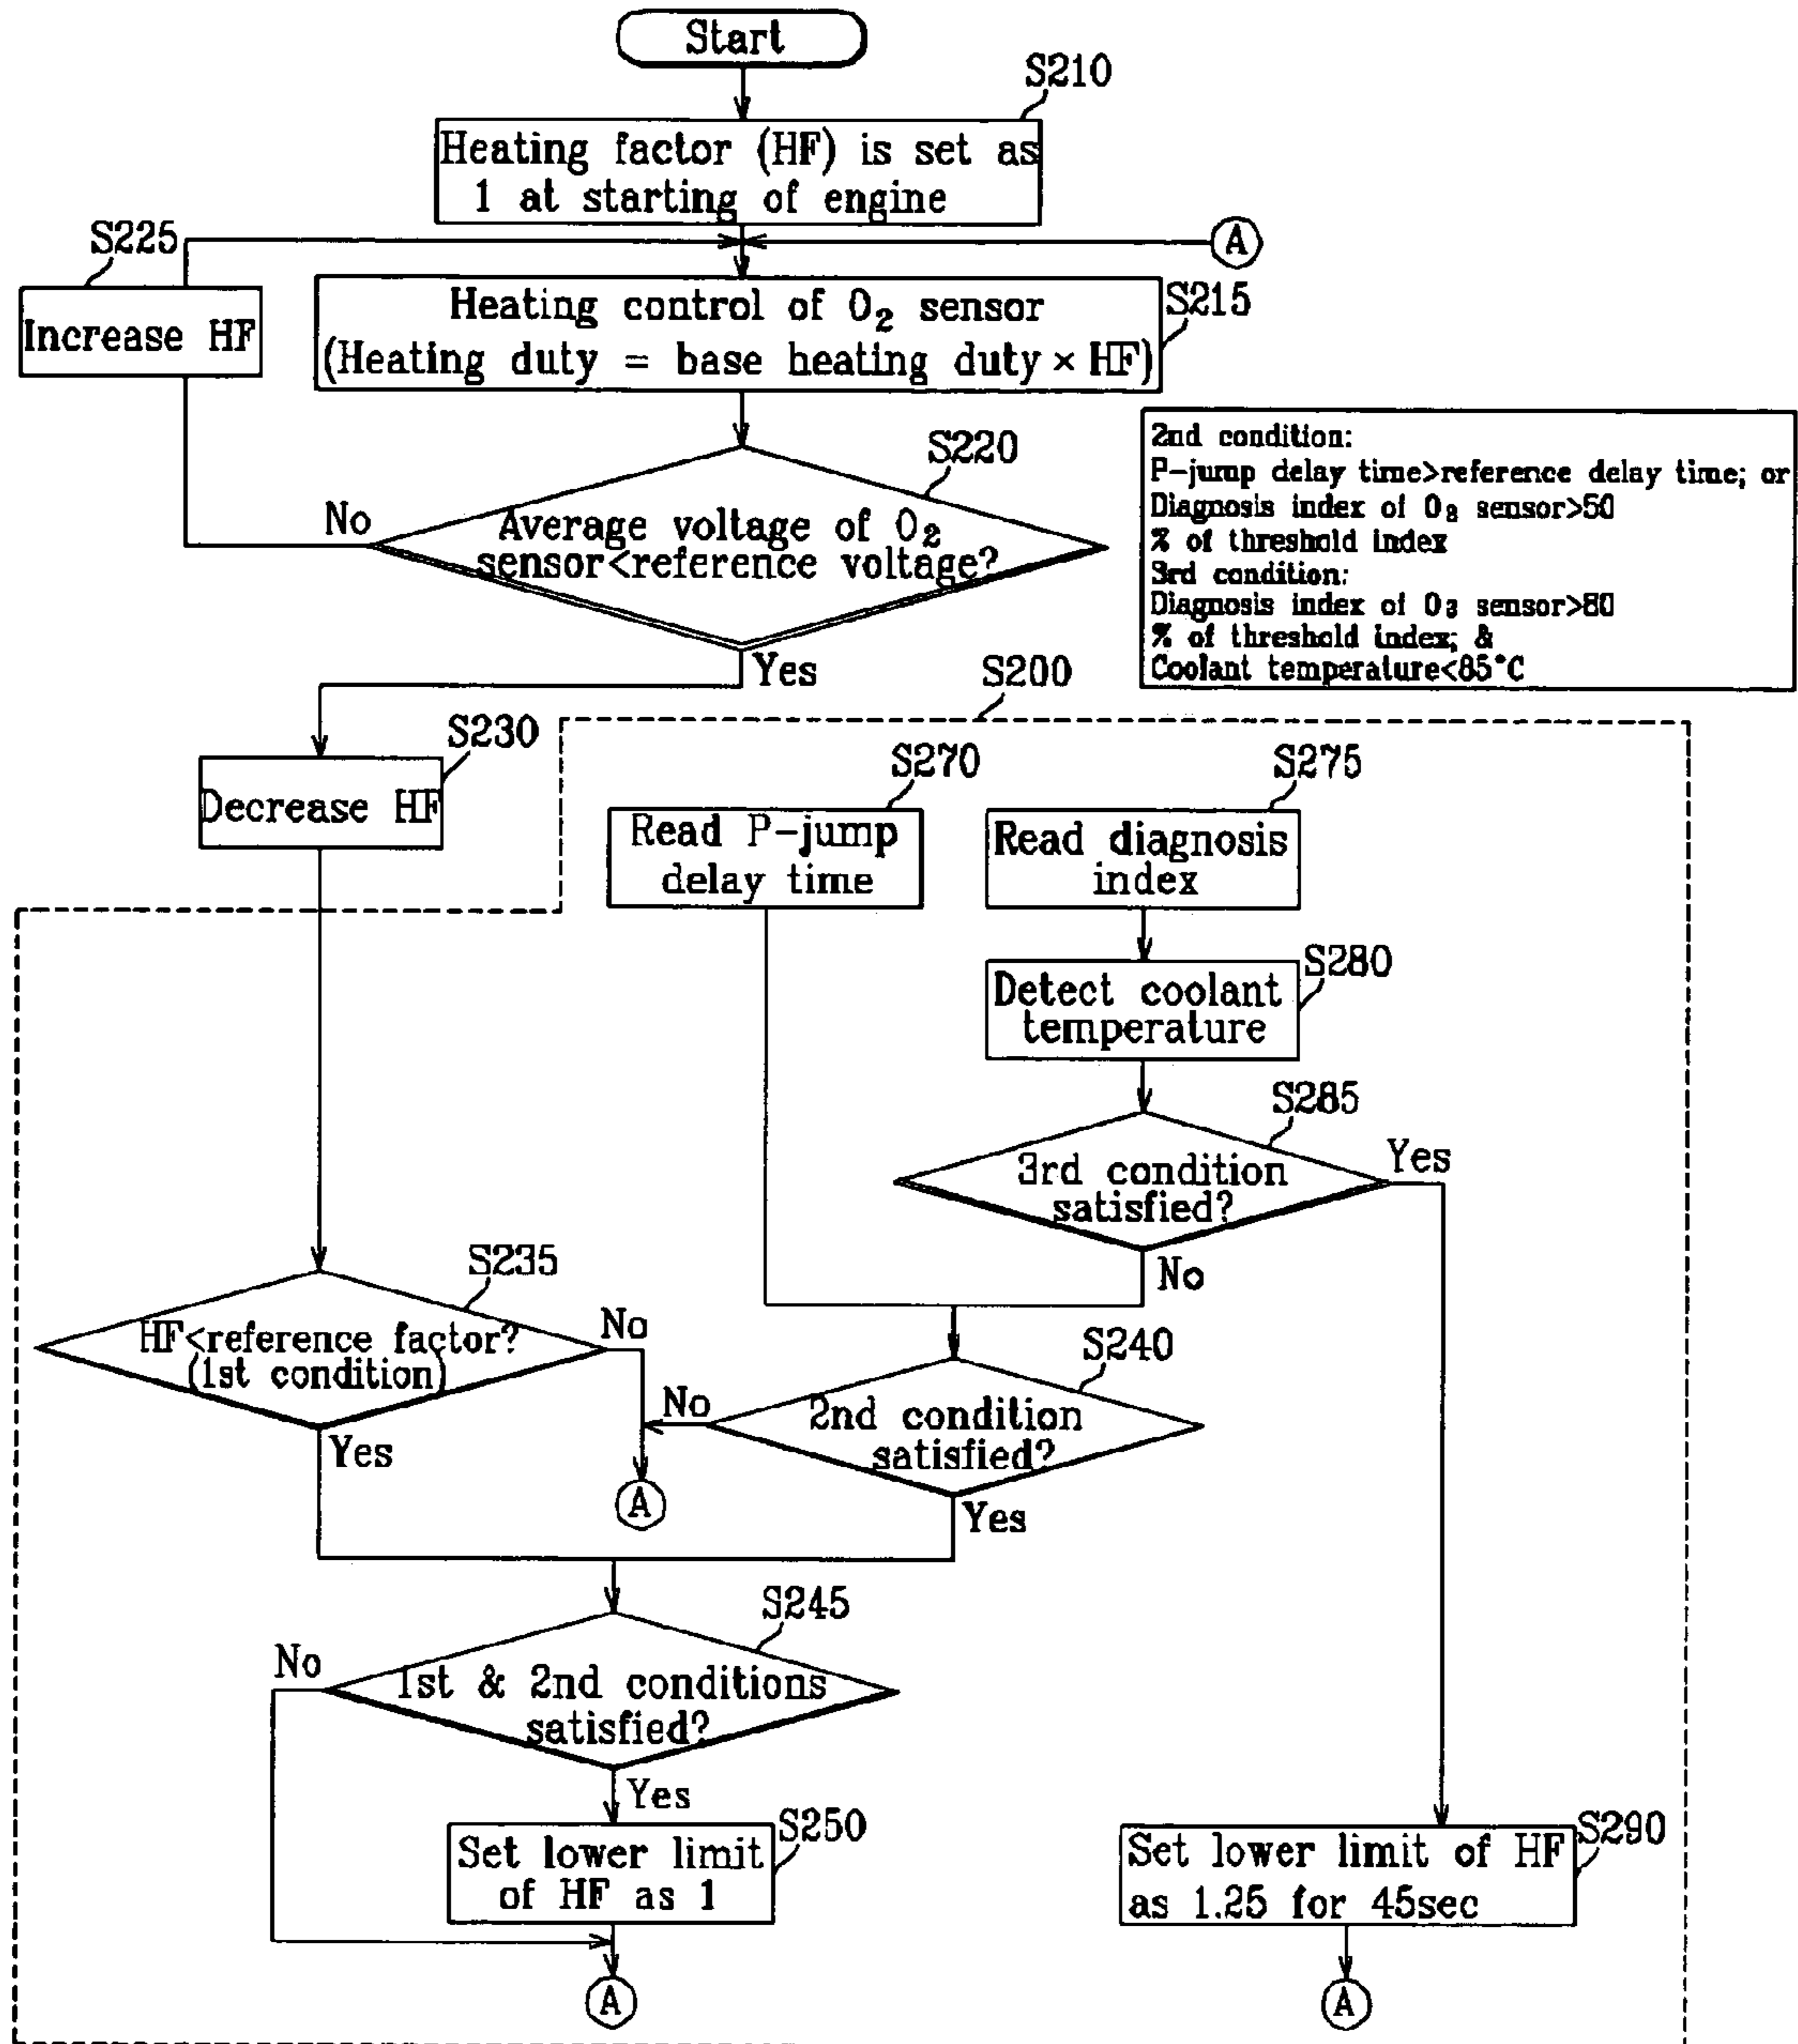 Start
S210
Heating factor (HF) is set as
1 at starting of engine
S225
A
Increase HF
Heating control of O2 sensor
(Heating duty = base heating duty × HF)
S215
S220
No
Average voltage of O2
sensor<reference voltage?
Yes
2nd condition:
P-jump delay time>reference delay time; or
Diagnosis index of O2 sensor>50
% of threshold index
3rd condition:
Diagnosis index of O2 sensor>80
% of threshold index; &
Coolant temperature<85°C
S200
S230
Decrease HF
S270
Read P-jump
delay time
S275
Read diagnosis
index
S280
Detect coolant
temperature
S285
3rd condition
satisfied?
Yes
No
S235
HF<reference factor?
(1st condition)
No
Yes
S240
2nd condition
satisfied?
No
Yes
A
S245
1st & 2nd conditions
satisfied?
No
Yes
S250
Set lower limit
of HF as 1
A
S290
Set lower limit of HF
as 1.25 for 45sec
A